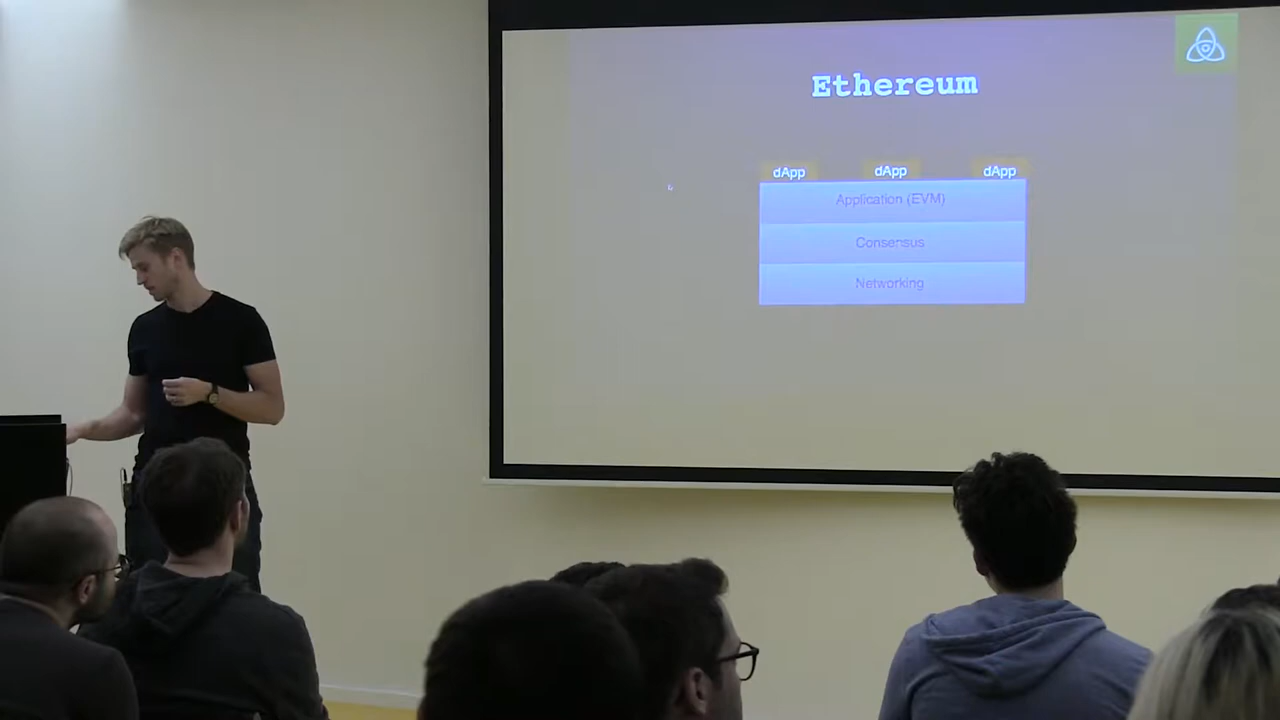 Ethereum
dApp dApp dApp
Application (EVM)
Consensus
Networking